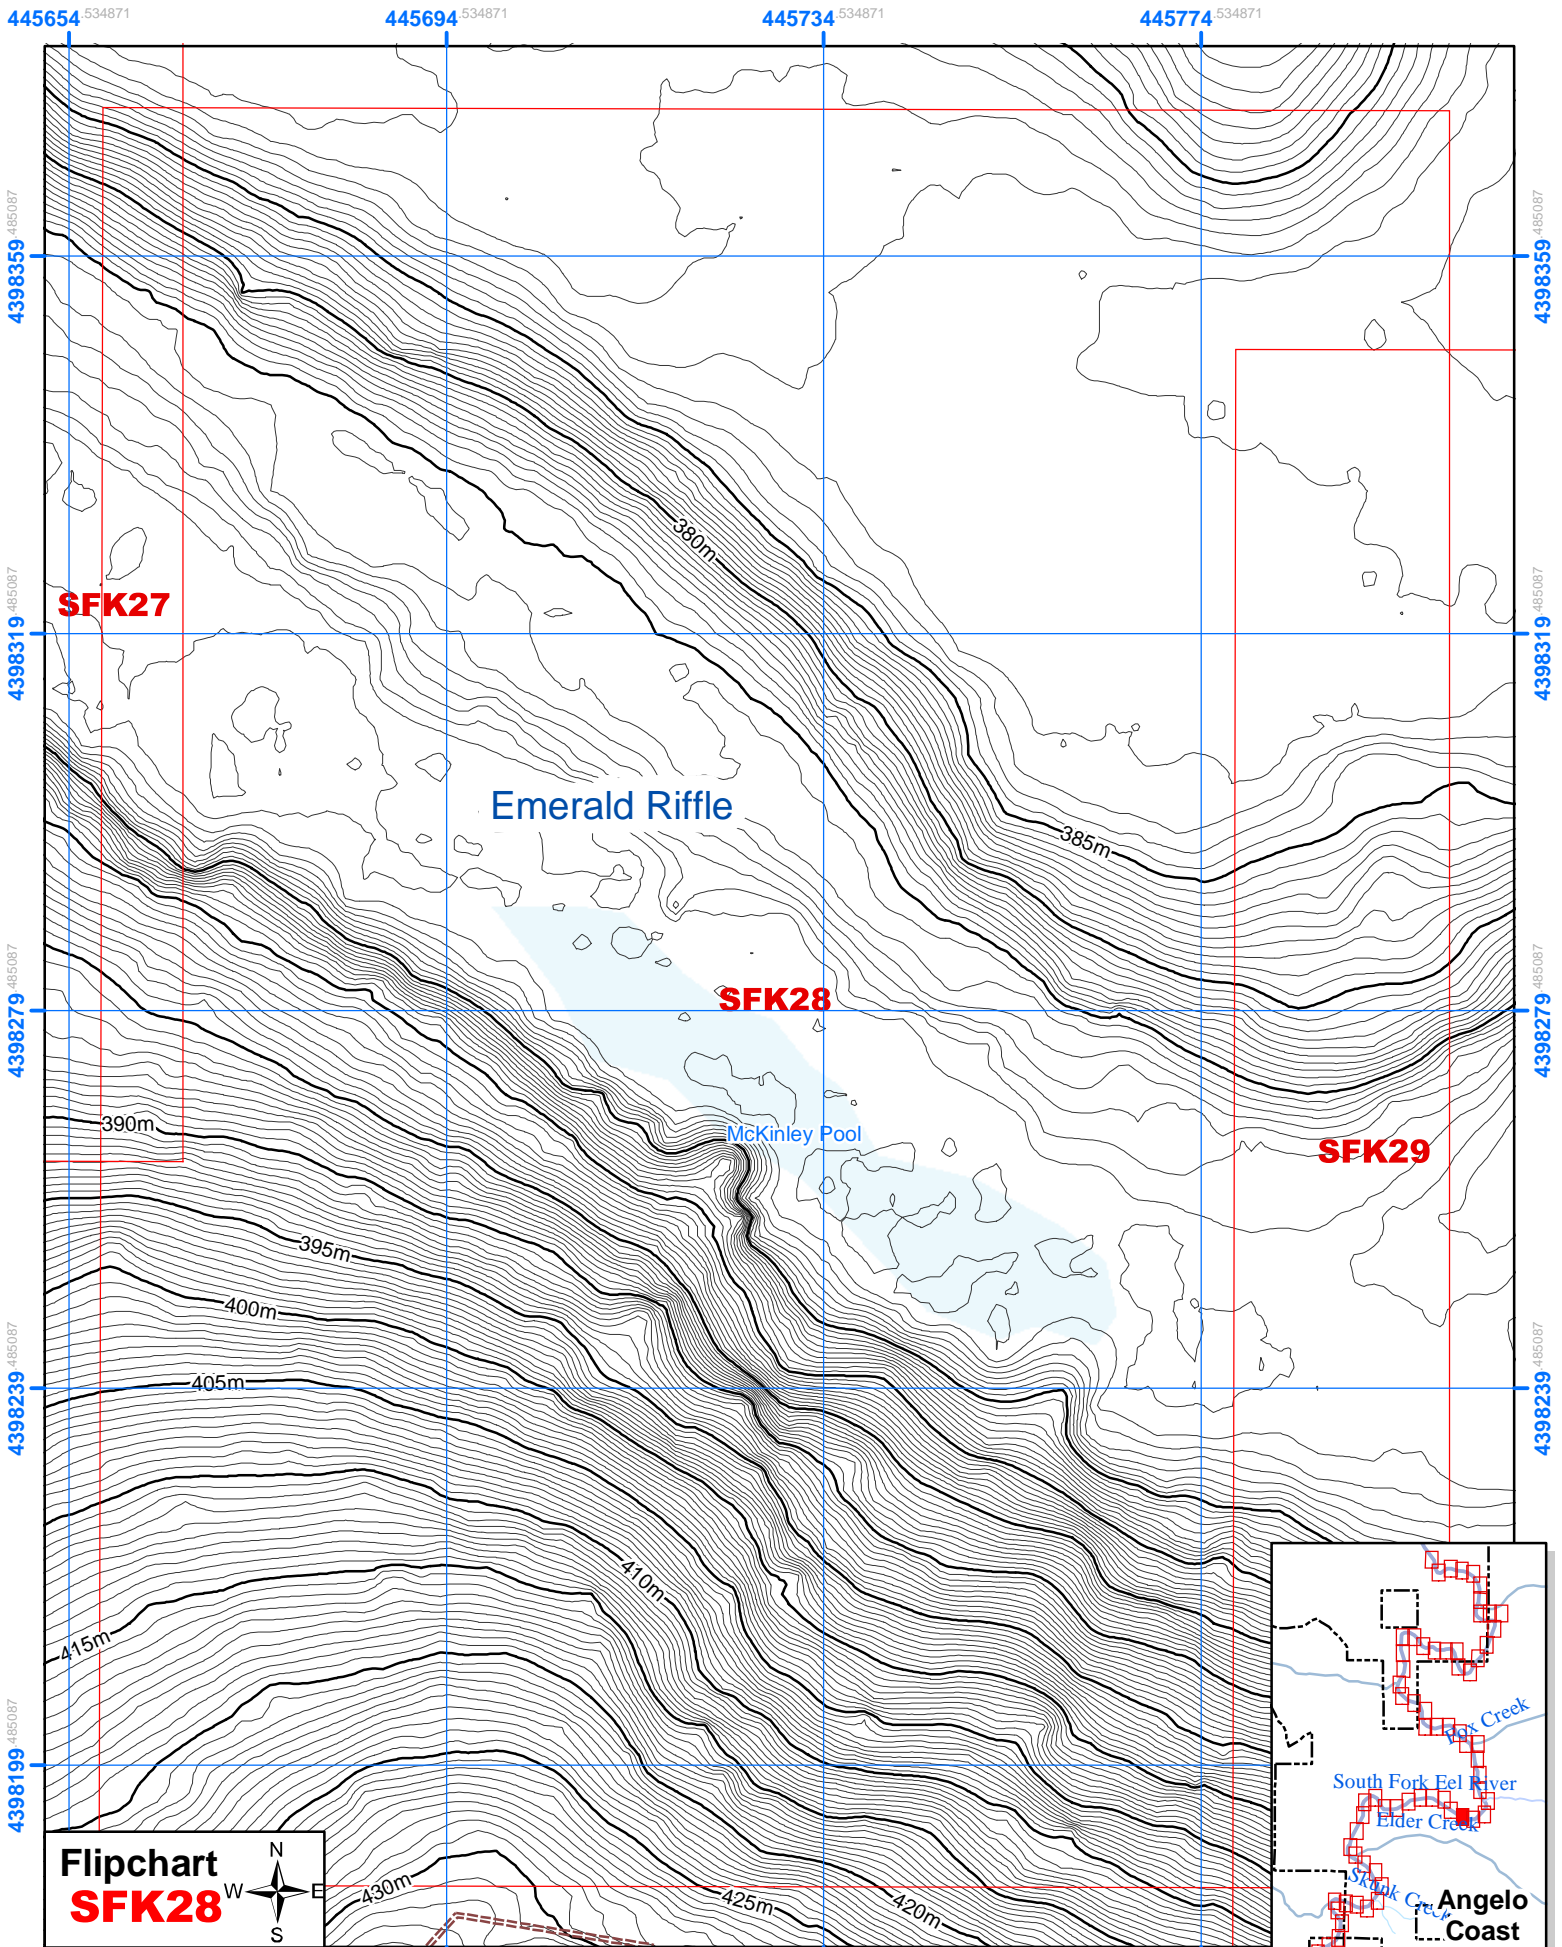 445654.534871 445694.534871 445734.534871 445774.534871
4398359.485087 4398359.485087
380m
SFK27
4398319.485087 4398319.485087
Emerald Riffle
385m
SFK28
4398279.485087 4398279.485087
390m
McKinley Pool
SFK29
395m
400m
405m
4398239.485087 4398239.485087
410m
415m
4398199.485087
Fox Creek
South Fork Eel River
Elder Creek
Skunk Creek
Angelo
Coast
Flipchart
SFK28
N
W E
S
430m
425m
420m